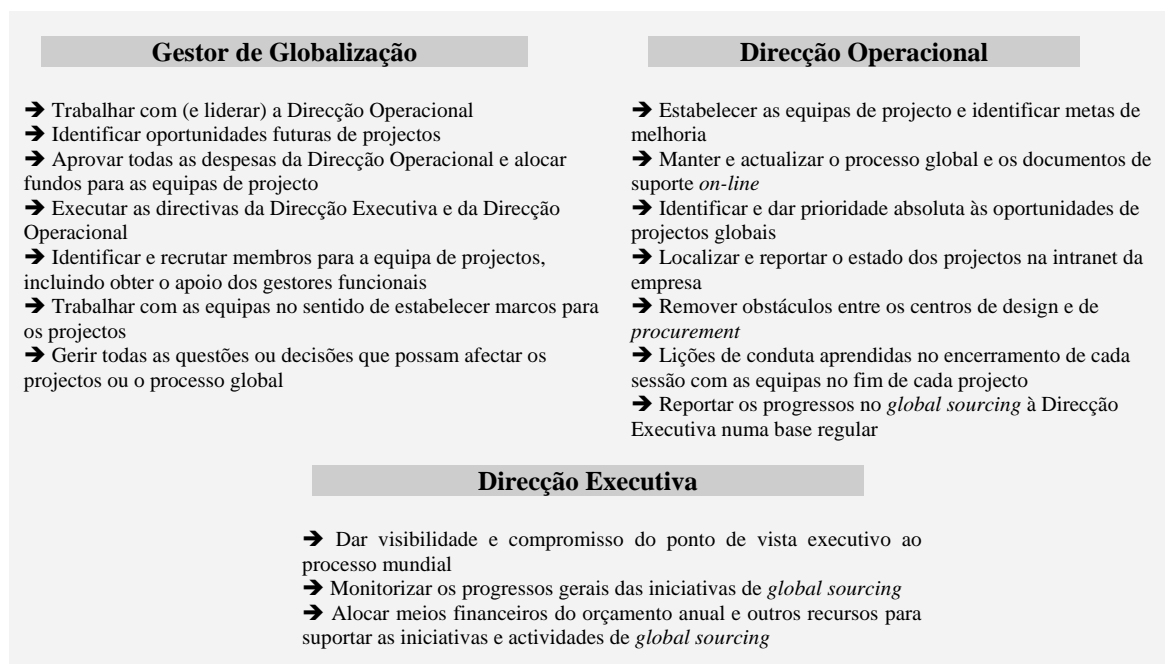 Gestor de Globalização
➔ Trabalhar com (e liderar) a Direcção Operacional
➔ Identificar oportunidades futuras de projectos
➔ Aprovar todas as despesas da Direcção Operacional e alocar
fundos para as equipas de projecto
➔ Executar as directivas da Direcção Executiva e da Direcção
Operacional
➔ Identificar e recrutar membros para a equipa de projectos,
incluindo obter o apoio dos gestores funcionais
➔ Trabalhar com as equipas no sentido de estabelecer marcos para
os projectos
➔ Gerir todas as questões ou decisões que possam afectar os
projectos ou o processo global
Direcção Operacional
➔ Estabelecer as equipas de projecto e identificar metas de
melhoria
➔ Manter e actualizar o processo global e os documentos de
suporte on-line
➔ Identificar e dar prioridade absoluta às oportunidades de
projectos globais
➔ Localizar e reportar o estado dos projectos na intranet da
empresa
➔ Remover obstáculos entre os centros de design e de
procurement
➔ Lições de conduta aprendidas no encerramento de cada
sessão com as equipas no fim de cada projecto
➔ Reportar os progressos no global sourcing à Direcção
Executiva numa base regular
Direcção Executiva
➔ Dar visibilidade e compromisso do ponto de vista executivo ao
processo mundial
➔ Monitorizar os progressos gerais das iniciativas de global sourcing
➔ Alocar meios financeiros do orçamento anual e outros recursos para
suportar as iniciativas e actividades de global sourcing